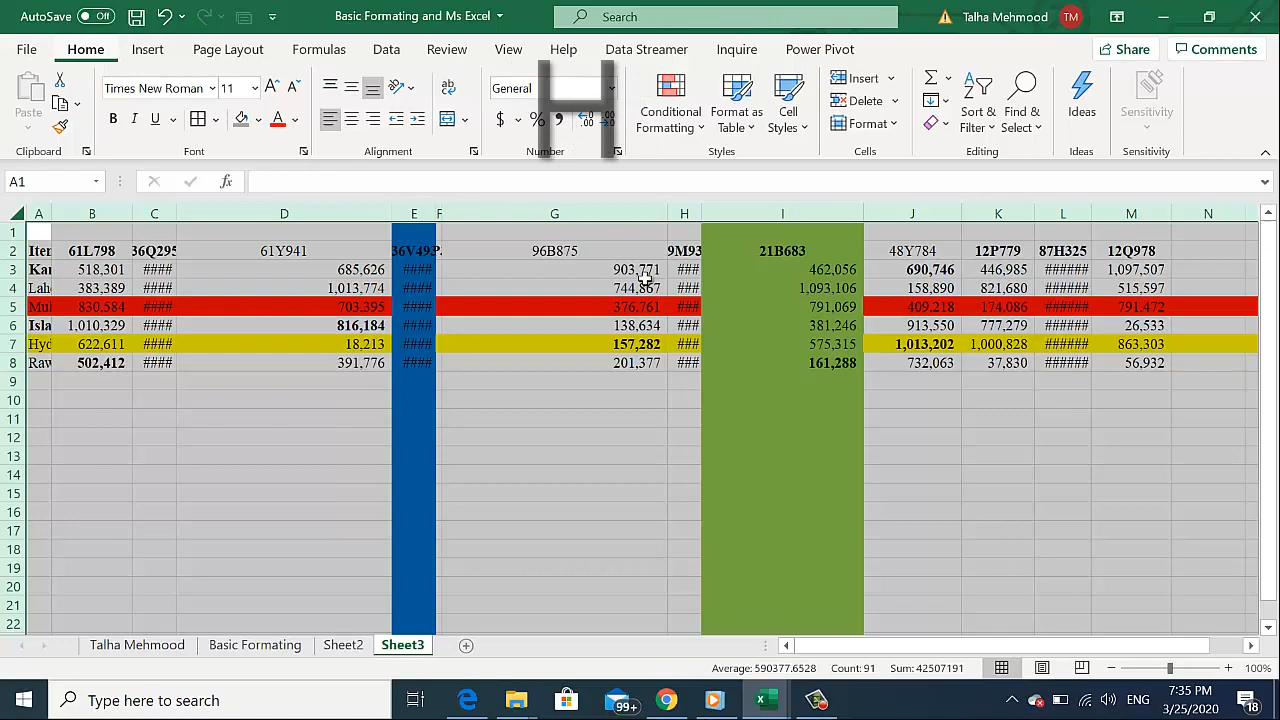 AutoSave Off Basic Formating and Ms Excel Search Talha Mehmood TM
File Home Insert Page Layout Formulas Data Review View Help Data Streamer Inquire Power Pivot Share Comments
Paste Times New Roman 11 General Conditional Formatting Format as Table Cell Styles Insert Delete Format Sort & Filter Find & Select Ideas Sensitivity
H
Clipboard Font Alignment Number Styles Cells Editing Ideas Sensitivity
A1 fx
A B C D E F G H I J K L M N
1
2 Iter 61L798 36Q295 61Y941 36V493 96B875 9M93 21B683 48Y784 12P779 87H325 12Q978
3 Kar 518,301 #### 685,626 #### 903,771 ### 462,056 690,746 446,985 ###### 1,097,507
4 Lah 383,389 #### 1,013,774 #### 744,867 ### 1,093,106 158,890 821,680 ###### 515,597
5 Mul 830,584 #### 703,395 #### 376,761 ### 791,069 409,218 174,086 ###### 791,472
6 Isla 1,010,329 #### 816,184 #### 138,634 ### 381,246 913,550 777,279 ###### 26,533
7 Hyd 622,611 #### 18,213 #### 157,282 ### 575,315 1,013,202 1,000,828 ###### 863,303
8 Raw 502,412 #### 391,776 #### 201,377 ### 161,288 732,063 37,830 ###### 56,932
9
10
11
12
13
14
15
16
17
18
19
20
21
22
Talha Mehmood Basic Formating Sheet2 Sheet3
Average: 590377.6528 Count: 91 Sum: 42507191 100%
Type here to search 99+ ENG 7:35 PM
3/25/2020 18